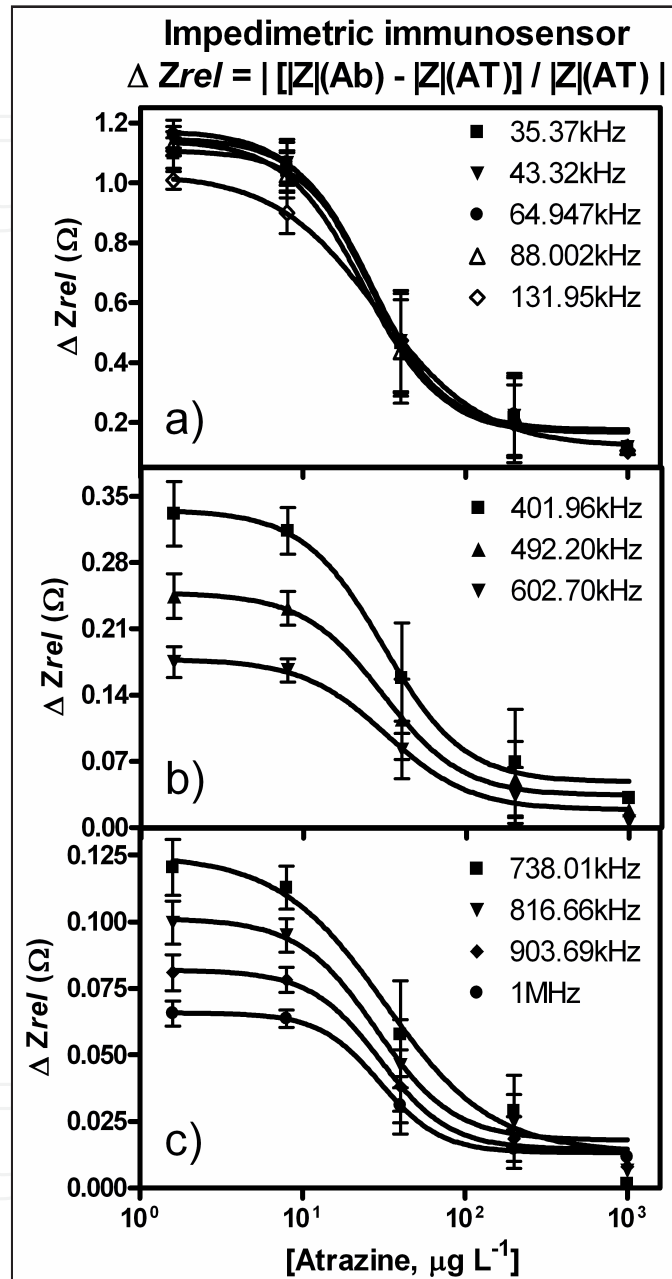 Impedimetric immunosensor
Δ Zrel = | [|Z|(Ab) - |Z|(AT)] / |Z|(AT) |
1.2
1.0
1.2
0.6
0.4
0.2
Δ Zrel (Ω)
35.37kHz
43.32kHz
64.947kHz
88.002kHz
131.95kHz
a)
0.35
0.28
0.21
0.14
0.07
0.00
Δ Zrel (Ω)
401.96kHz
492.20kHz
602.70kHz
b)
0.125
0.100
0.075
0.050
0.025
0.000
Δ Zrel (Ω)
738.01kHz
816.66kHz
903.69kHz
1MHz
c)
10⁰ 10¹ 10² 10³
[Atrazine, μg L⁻¹]